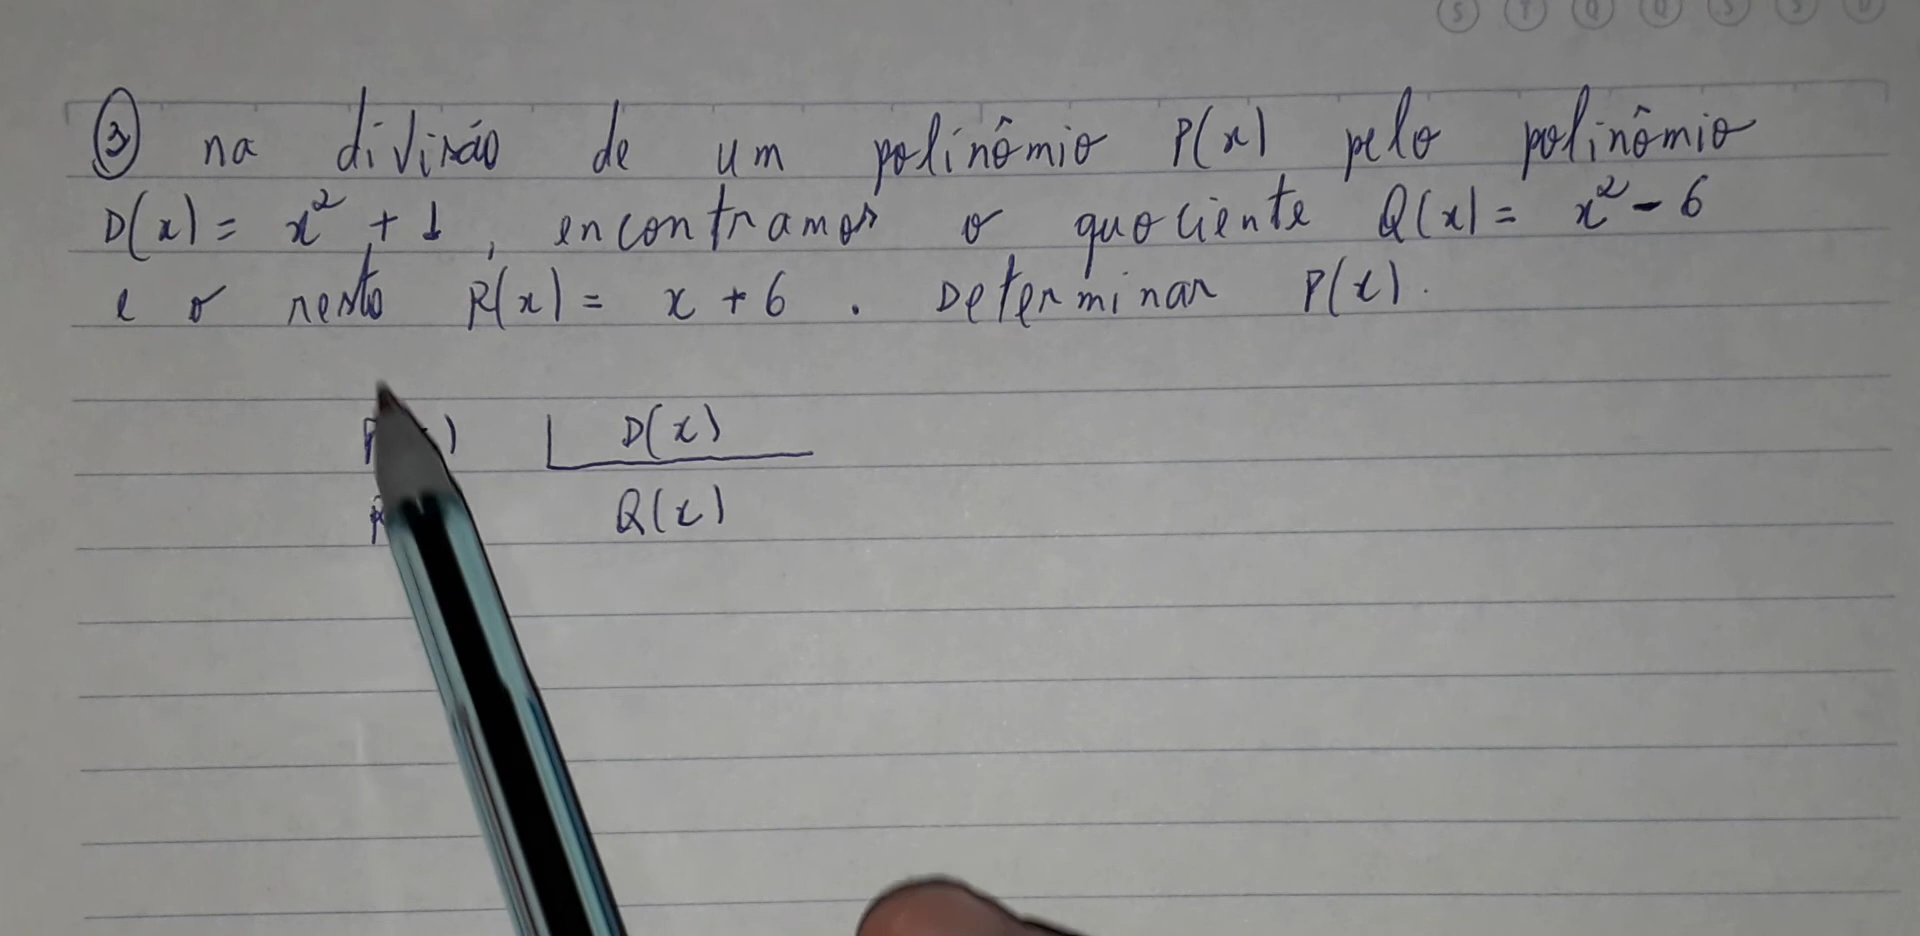 S T Q Q S S D
③ na divisão de um polinômio P(x) pelo polinômio
D(x) = x² + 1, encontramos o quociente Q(x) = x² - 6
e o resto R(x) = x + 6. Determinar P(x).
D(x)
Q(x)